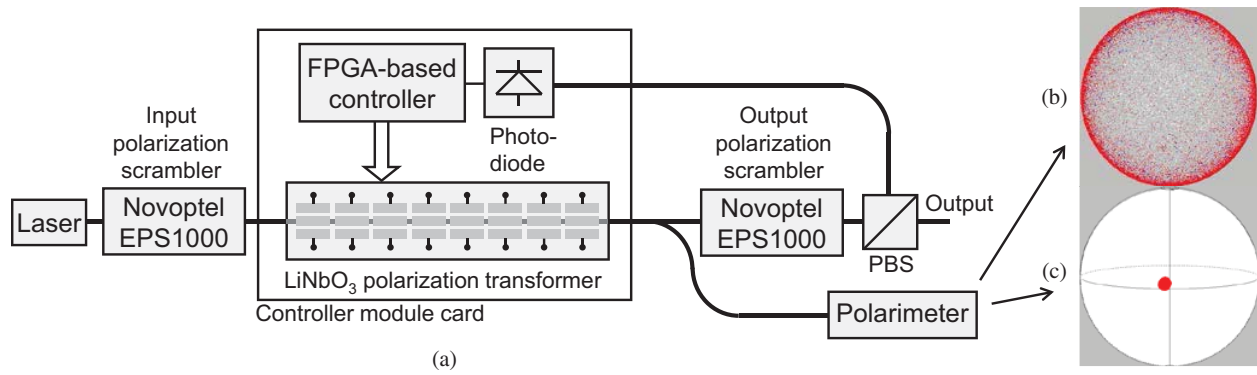 FPGA-based
controller
Photo-
diode
Input
polarization
scrambler
Output
polarization
scrambler
Laser
Novoptel
EPS1000
LiNbO3 polarization transformer
Controller module card
Novoptel
EPS1000
Output
PBS
Polarimeter
(a)
(b)
(c)